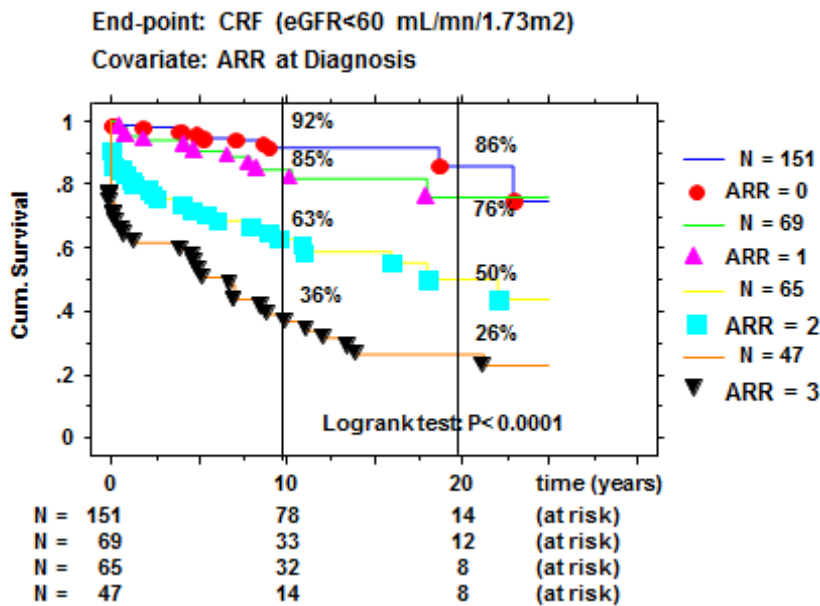 End-point: CRF (eGFR<60 mL/mn/1.73m2)
Covariate: ARR at Diagnosis
Cum. Survival
1
.8
.6
.4
.2
0
92%
86%
85%
76%
63%
50%
36%
26%
Logrank test: P< 0.0001
N = 151
ARR = 0
N = 69
ARR = 1
N = 65
ARR = 2
N = 47
ARR = 3
0 10 20 time (years)
N = 151 78 14 (at risk)
N = 69 33 12 (at risk)
N = 65 32 8 (at risk)
N = 47 14 8 (at risk)